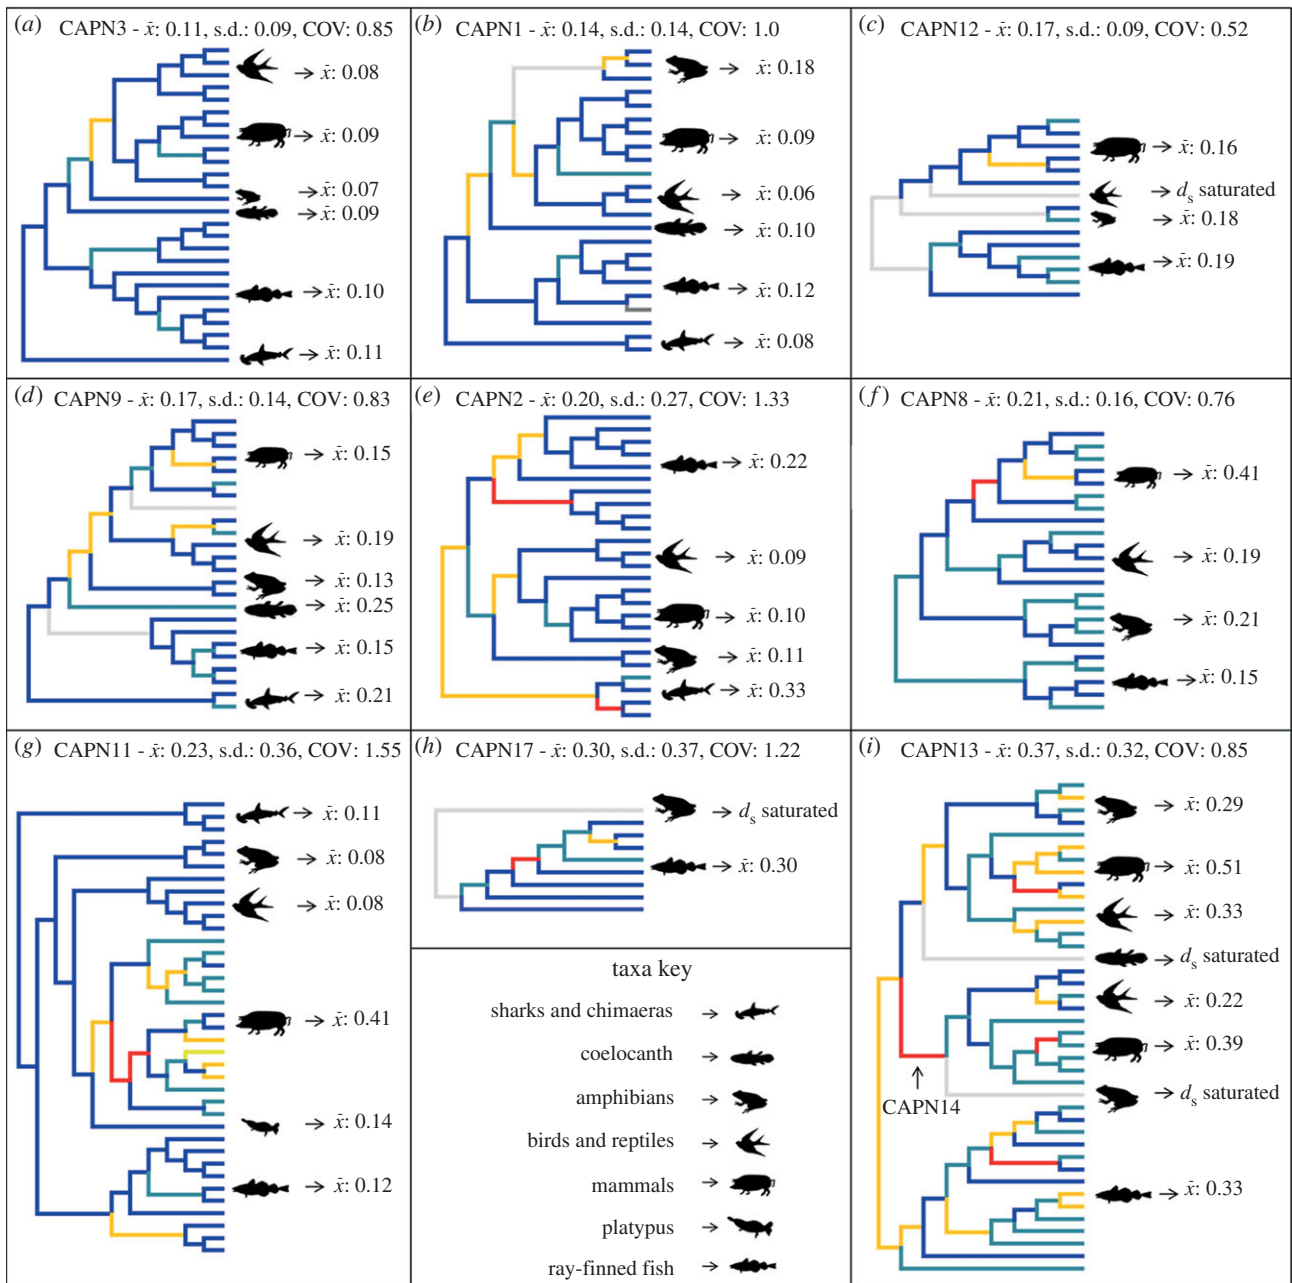 (a) CAPN3 - x̄: 0.11, s.d.: 0.09, COV: 0.85
→ x̄: 0.08
→ x̄: 0.09
→ x̄: 0.07
→ x̄: 0.09
→ x̄: 0.10
→ x̄: 0.11
(b) CAPN1 - x̄: 0.14, s.d.: 0.14, COV: 1.0
→ x̄: 0.18
→ x̄: 0.09
→ x̄: 0.06
→ x̄: 0.10
→ x̄: 0.12
→ x̄: 0.08
(c) CAPN12 - x̄: 0.17, s.d.: 0.09, COV: 0.52
→ x̄: 0.16
→ ds saturated
→ x̄: 0.18
→ x̄: 0.19
(d) CAPN9 - x̄: 0.17, s.d.: 0.14, COV: 0.83
→ x̄: 0.15
→ x̄: 0.19
→ x̄: 0.13
→ x̄: 0.25
→ x̄: 0.15
→ x̄: 0.21
(e) CAPN2 - x̄: 0.20, s.d.: 0.27, COV: 1.33
→ x̄: 0.22
→ x̄: 0.09
→ x̄: 0.10
→ x̄: 0.11
→ x̄: 0.33
(f) CAPN8 - x̄: 0.21, s.d.: 0.16, COV: 0.76
→ x̄: 0.41
→ x̄: 0.19
→ x̄: 0.21
→ x̄: 0.15
(g) CAPN11 - x̄: 0.23, s.d.: 0.36, COV: 1.55
→ x̄: 0.11
→ x̄: 0.08
→ x̄: 0.08
→ x̄: 0.41
→ x̄: 0.14
→ x̄: 0.12
(h) CAPN17 - x̄: 0.30, s.d.: 0.37, COV: 1.22
→ ds saturated
→ x̄: 0.30
taxa key
sharks and chimaeras →
coelocanth →
amphibians →
birds and reptiles →
mammals →
platypus →
ray-finned fish →
(i) CAPN13 - x̄: 0.37, s.d.: 0.32, COV: 0.85
→ x̄: 0.29
→ x̄: 0.51
→ x̄: 0.33
→ ds saturated
→ x̄: 0.22
→ x̄: 0.39
→ ds saturated
CAPN14
→ x̄: 0.33